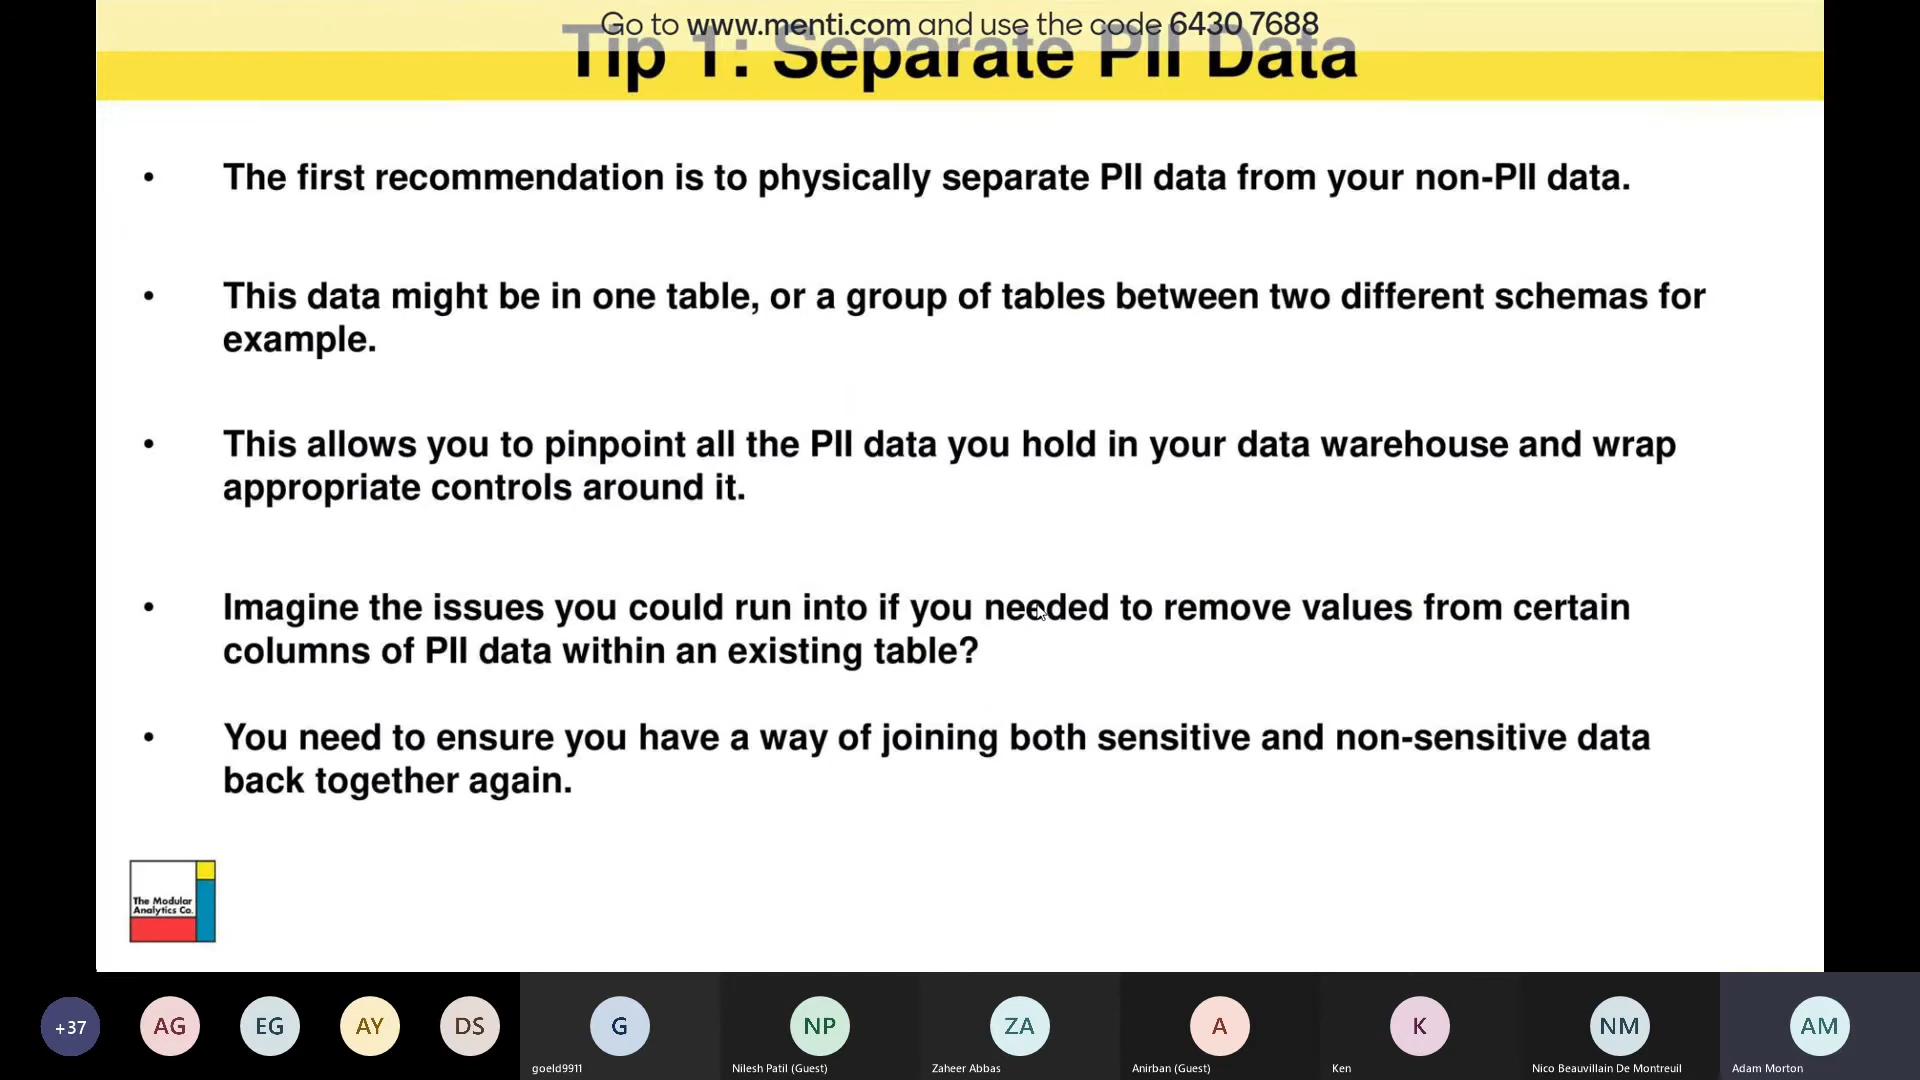 Go to www.menti.com and use the code 6430 7688
Tip 1: Separate PII Data
• The first recommendation is to physically separate PII data from your non-PII data.
• This data might be in one table, or a group of tables between two different schemas for
example.
• This allows you to pinpoint all the PII data you hold in your data warehouse and wrap
appropriate controls around it.
• Imagine the issues you could run into if you needed to remove values from certain
columns of PII data within an existing table?
• You need to ensure you have a way of joining both sensitive and non-sensitive data
back together again.
The Modular
Analytics Co.
+37 AG EG AY DS G NP ZA A K NM AM
goeld9911 Nilesh Patil (Guest) Zaheer Abbas Anirban (Guest) Ken Nico Beauvillain De Montreuil Adam Morton